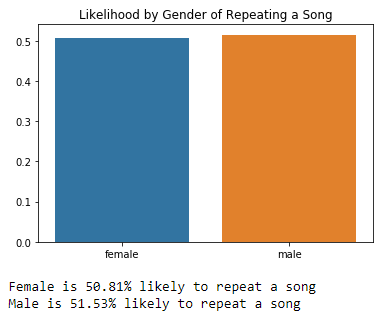 Likelihood by Gender of Repeating a Song
0.5
0.4
0.3
0.2
0.1
0.0
female male
Female is 50.81% likely to repeat a song
Male is 51.53% likely to repeat a song